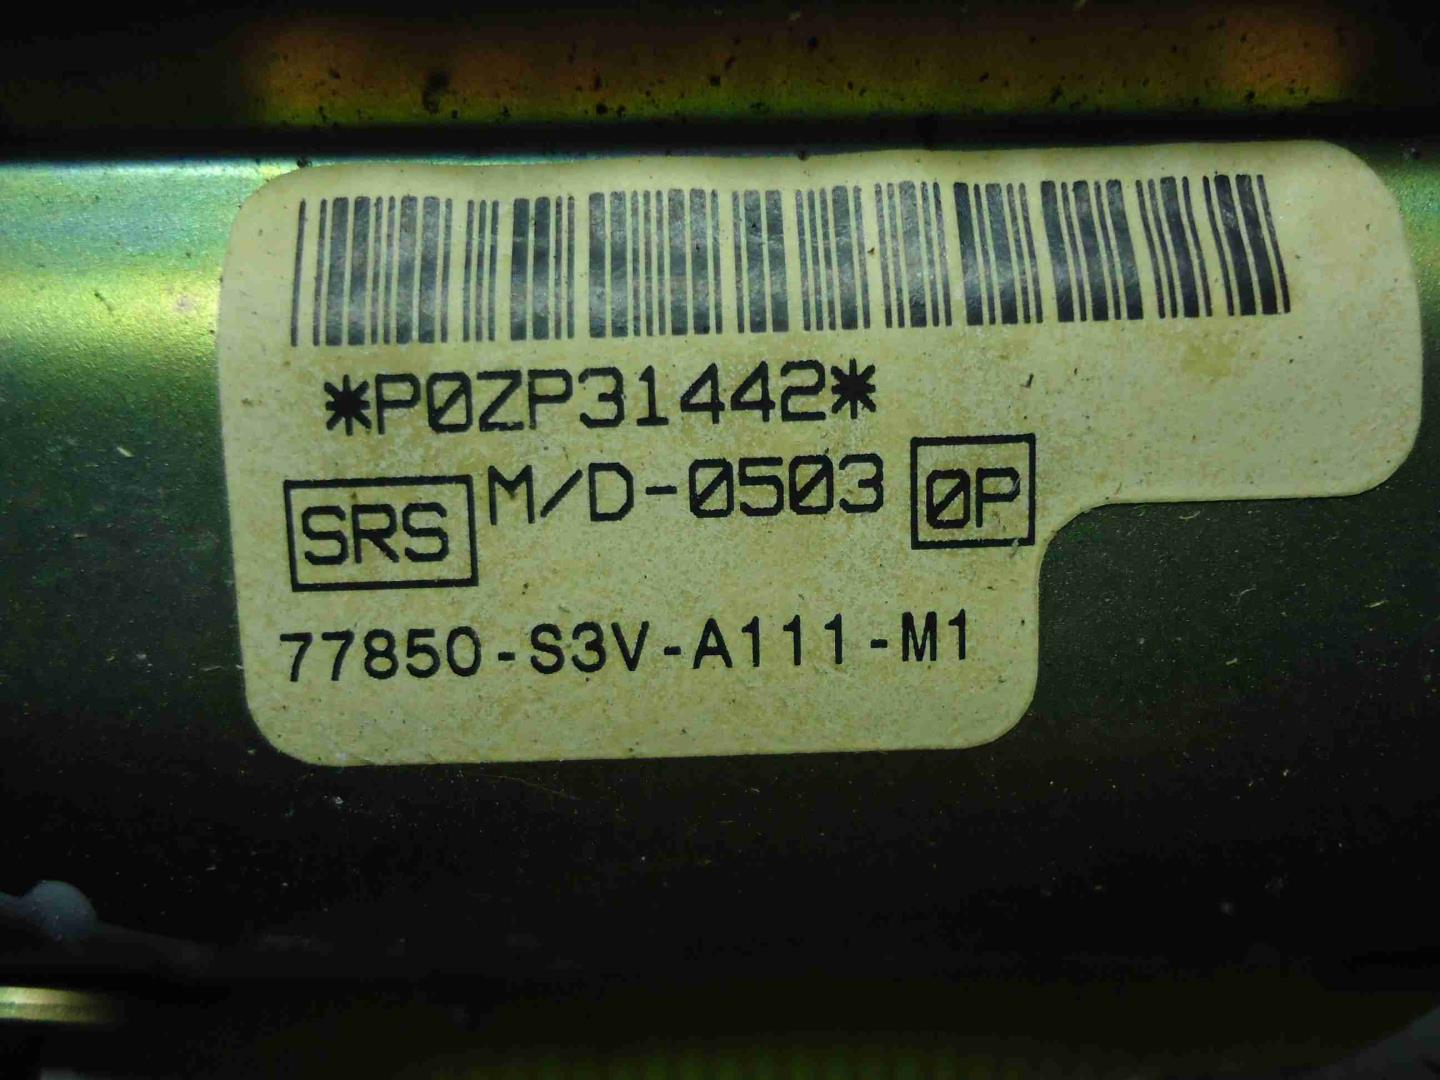 *P0ZP31442*
SRS M/D-0503 0P
77850-S3V-A111-M1